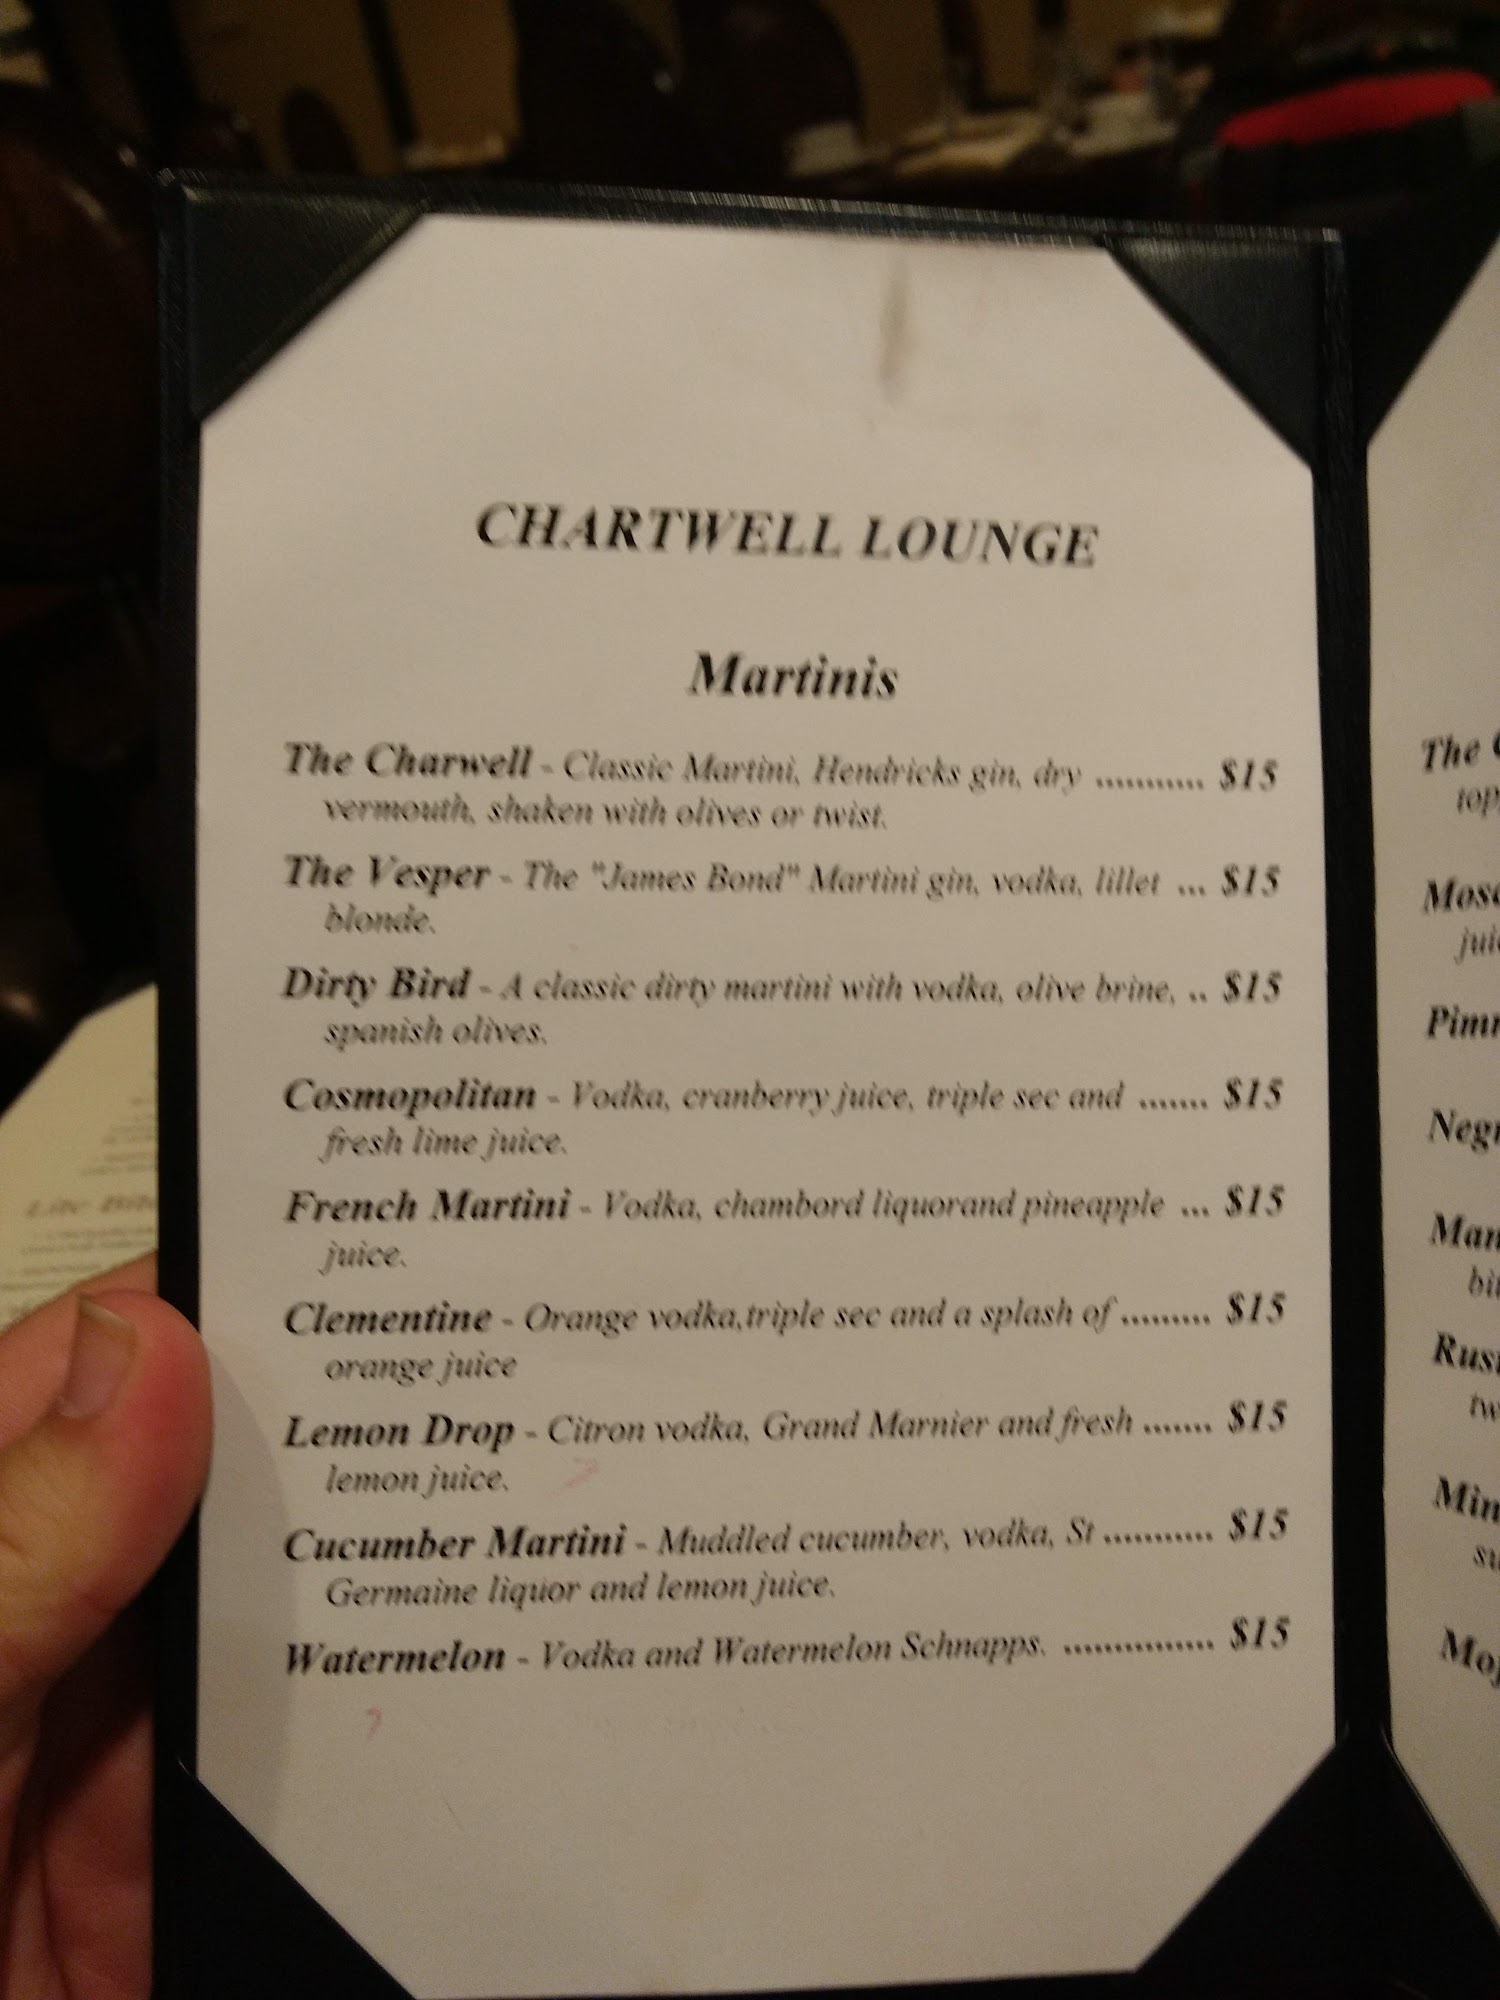 CHARTWELL LOUNGE
Martinis
The Charwell - Classic Martini, Hendricks gin, dry ........... $15
vermouth, shaken with olives or twist.
The Vesper - The "James Bond" Martini gin, vodka, lillet ... $15
blonde.
Dirty Bird - A classic dirty martini with vodka, olive brine, .. $15
spanish olives.
Cosmopolitan - Vodka, cranberry juice, triple sec and ....... $15
fresh lime juice.
French Martini - Vodka, chambord liquorand pineapple ... $15
juice.
Clementine - Orange vodka,triple sec and a splash of ......... $15
orange juice
Lemon Drop - Citron vodka, Grand Marnier and fresh ....... $15
lemon juice.
Cucumber Martini - Muddled cucumber, vodka, St ........... $15
Germaine liquor and lemon juice.
Watermelon - Vodka and Watermelon Schnapps. ............... $15
The